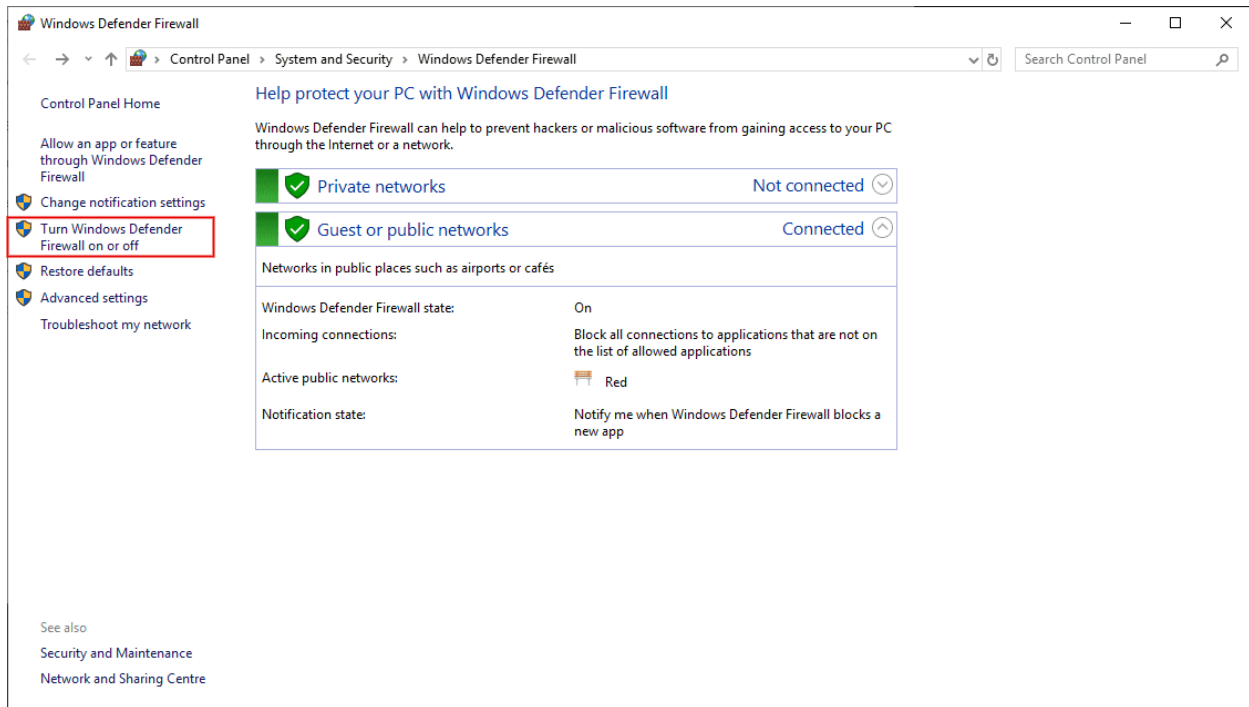 Windows Defender Firewall
Control Panel > System and Security > Windows Defender Firewall
Search Control Panel
Control Panel Home
Allow an app or feature
through Windows Defender
Firewall
Change notification settings
Turn Windows Defender
Firewall on or off
Restore defaults
Advanced settings
Troubleshoot my network
Help protect your PC with Windows Defender Firewall
Windows Defender Firewall can help to prevent hackers or malicious software from gaining access to your PC
through the Internet or a network.
Private networks Not connected
Guest or public networks Connected
Networks in public places such as airports or cafés
Windows Defender Firewall state: On
Incoming connections: Block all connections to applications that are not on
the list of allowed applications
Active public networks: Red
Notification state: Notify me when Windows Defender Firewall blocks a
new app
See also
Security and Maintenance
Network and Sharing Centre